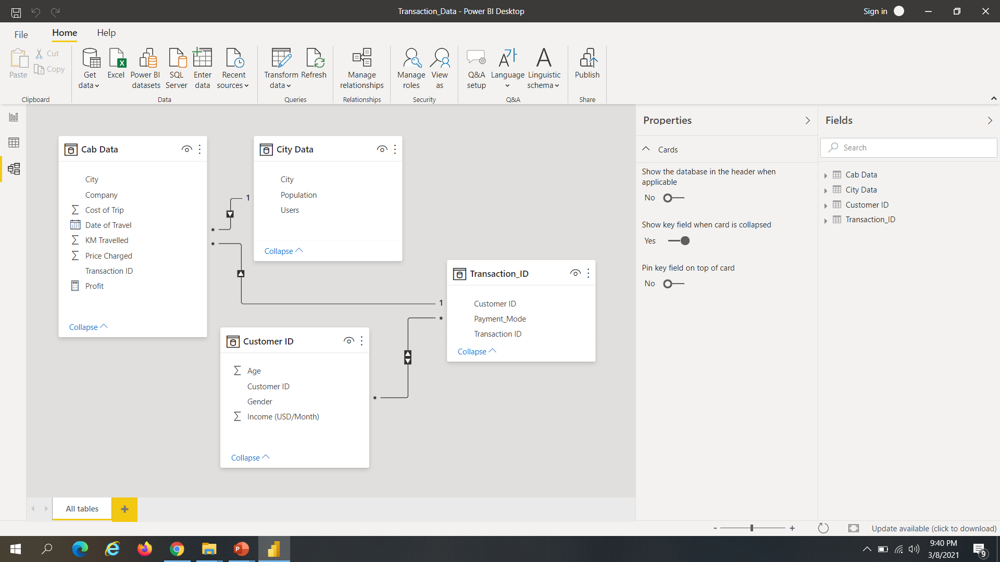 Transaction_Data - Power BI Desktop
Sign in
File
Home
Help
Paste
Cut
Copy
Clipboard
Get data
Excel
Power BI datasets
SQL Server
Enter data
Recent sources
Data
Transform data
Refresh
Queries
Manage relationships
Relationships
Manage roles
View as
Security
Q&A setup
Language
Linguistic schema
Q&A
Publish
Share
Cab Data
City
Company
Cost of Trip
Date of Travel
KM Travelled
Price Charged
Transaction ID
Profit
Collapse
*
*
1
City Data
City
Population
Users
Collapse
Customer ID
Age
Customer ID
Gender
Income (USD/Month)
Collapse
*
1
*
Transaction_ID
Customer ID
Payment_Mode
Transaction ID
Collapse
Properties
Cards
Show the database in the header when
applicable
No
Show key field when card is collapsed
Yes
Pin key field on top of card
No
Fields
Search
Cab Data
City Data
Customer ID
Transaction_ID
All tables
+
- +
Update available (click to download)
9:40 PM
3/8/2021
9